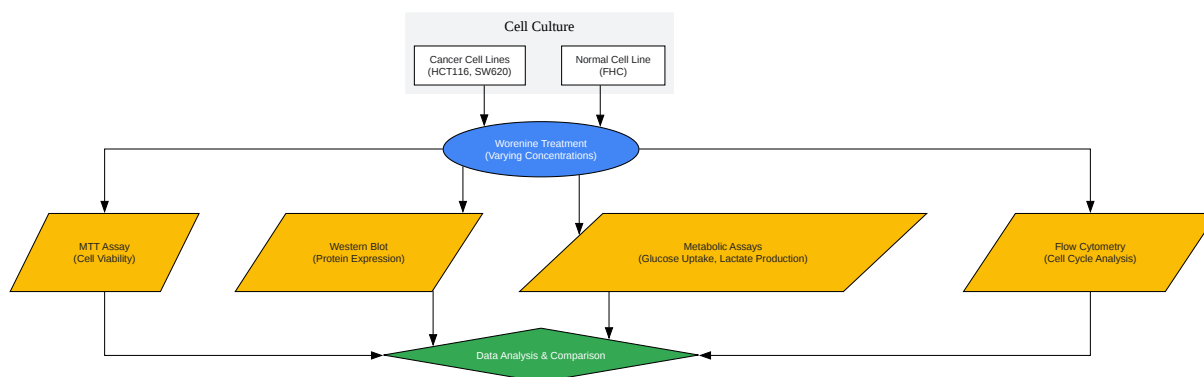 Cell Culture
Cancer Cell Lines
(HCT116, SW620)
Normal Cell Line
(FHC)
Worenine Treatment
(Varying Concentrations)
MTT Assay
(Cell Viability)
Western Blot
(Protein Expression)
Metabolic Assays
(Glucose Uptake, Lactate Production)
Flow Cytometry
(Cell Cycle Analysis)
Data Analysis & Comparison